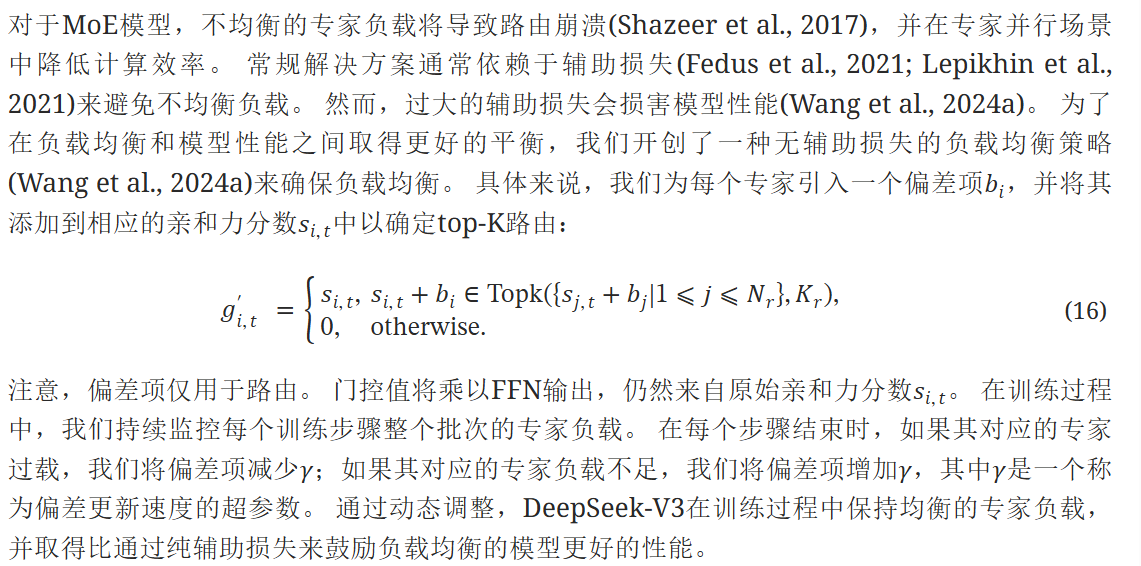 对于MoE模型，不均衡的专家负载将导致路由崩溃(Shazeer et al., 2017)，并在专家并行场景
中降低计算效率。 常规解决方案通常依赖于辅助损失(Fedus et al., 2021; Lepikhin et al.,
2021)来避免不均衡负载。 然而，过大的辅助损失会损害模型性能(Wang et al., 2024a)。 为了
在负载均衡和模型性能之间取得更好的平衡，我们开创了一种无辅助损失的负载均衡策略
(Wang et al., 2024a)来确保负载均衡。 具体来说，我们为每个专家引入一个偏差项b_i，并将其
添加到相应的亲和力分数s_{i,t}中以确定top-K路由：
g'_{i,t} = { s_{i,t}, s_{i,t} + b_i ∈ Topk({s_{j,t} + b_j|1 ⩽ j ⩽ N_r}, K_r),
0, otherwise. (16)
注意，偏差项仅用于路由。 门控值将乘以FFN输出，仍然来自原始亲和力分数s_{i,t}。 在训练过程
中，我们持续监控每个训练步骤整个批次的专家负载。 在每个步骤结束时，如果其对应的专家
过载，我们将偏差项减少γ；如果其对应的专家负载不足，我们将偏差项增加γ，其中γ是一个称
为偏差更新速度的超参数。 通过动态调整，DeepSeek-V3在训练过程中保持均衡的专家负载，
并取得比通过纯辅助损失来鼓励负载均衡的模型更好的性能。